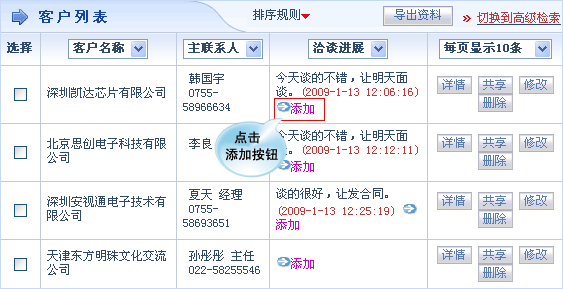 客户列表 排序规则 导出资料 切换到高级检索
选择 客户名称 主联系人 洽谈进展 每页显示10条
深圳凯达芯片有限公司
韩国宇
0755-
58966634
今天谈的不错，让明天面
谈。(2009-1-13 12:06:16)
添加
详情 共享 修改
删除
点击
添加按钮
北京思创电子科技有限
公司
李良
今天谈的不错，让明天面
谈。(2009-1-13 12:12:11)
添加
详情 共享 修改
删除
深圳安视通电子技术有
限公司
夏天 经理
0755-
58693651
谈的很好，让发合同。
(2009-1-13 12:25:19)
添加
详情 共享 修改
删除
天津东方明珠文化交流
公司
孙彤彤 主任
022-58255546
添加
详情 共享 修改
删除